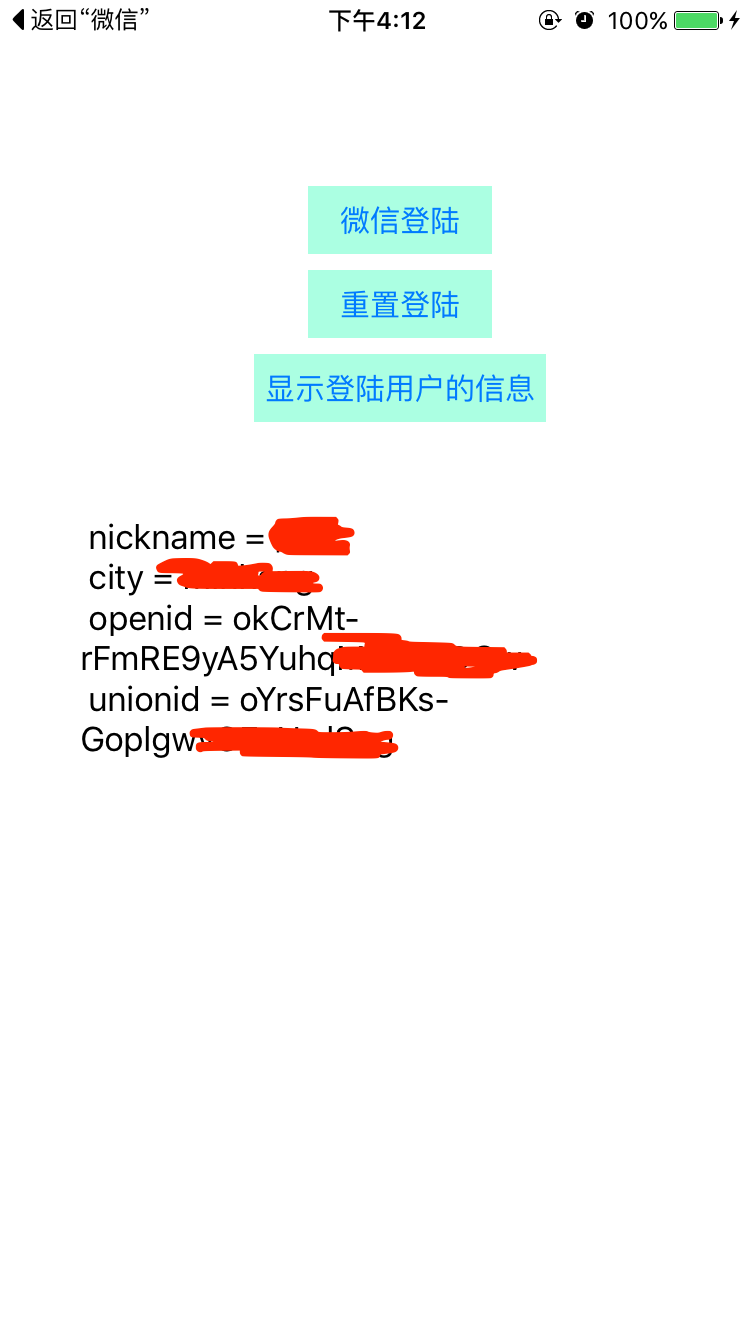 返回“微信”
下午4:12
100%
微信登陆
重置登陆
显示登陆用户的信息
nickname =
city =
openid = okCrMt-
rFmRE9yA5Yuhq
unionid = oYrsFuAfBKs-
Goplgw